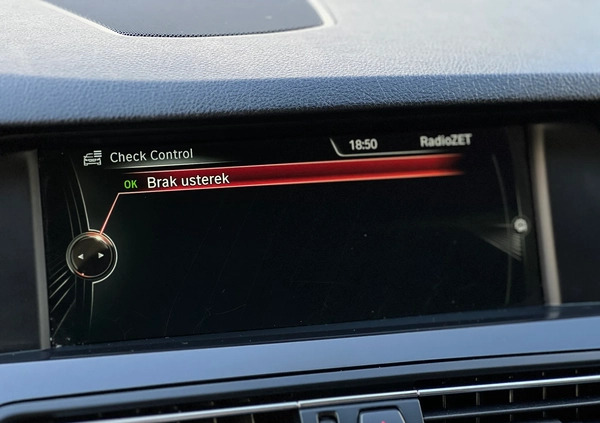 Check Control
18:50
RadioZET
OK Brak usterek